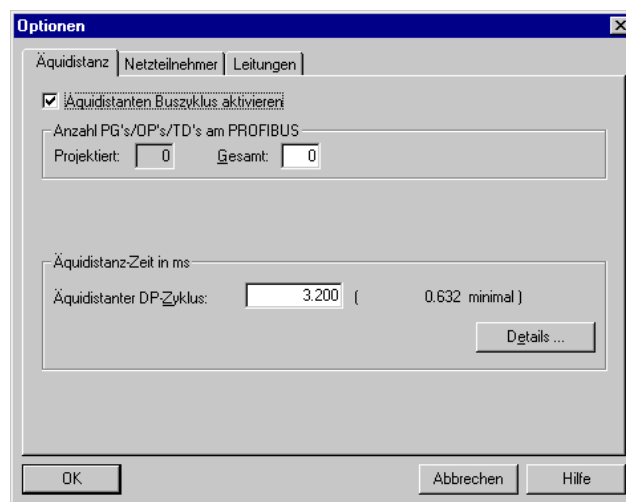 Optionen
Äquidistanz Netzteilnehmer Leitungen
Äquidistanten Buszyklus aktivieren
Anzahl PG's/OP's/TD's am PROFIBUS
Projektiert: 0 Gesamt: 0
Äquidistanz-Zeit in ms
Äquidistanter DP-Zyklus: 3.200 ( 0.632 minimal )
Details ...
OK Abbrechen Hilfe